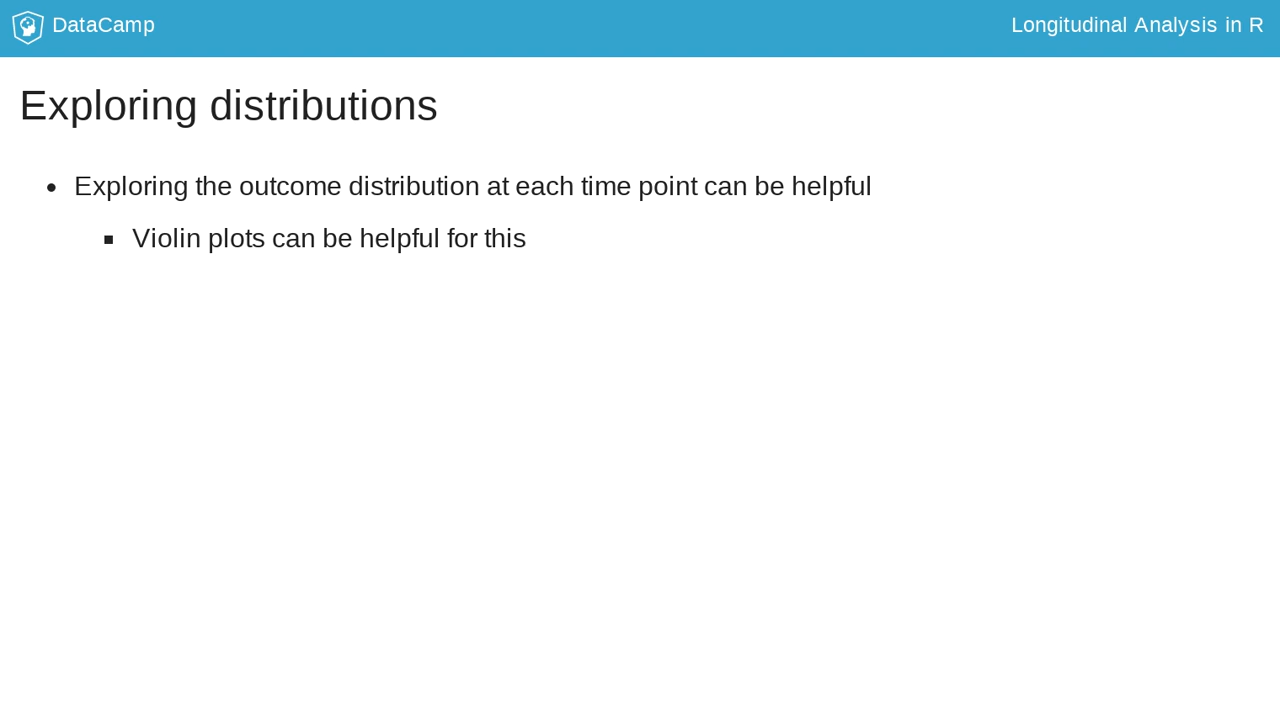 DataCamp
Longitudinal Analysis in R
Exploring distributions
Exploring the outcome distribution at each time point can be helpful
Violin plots can be helpful for this